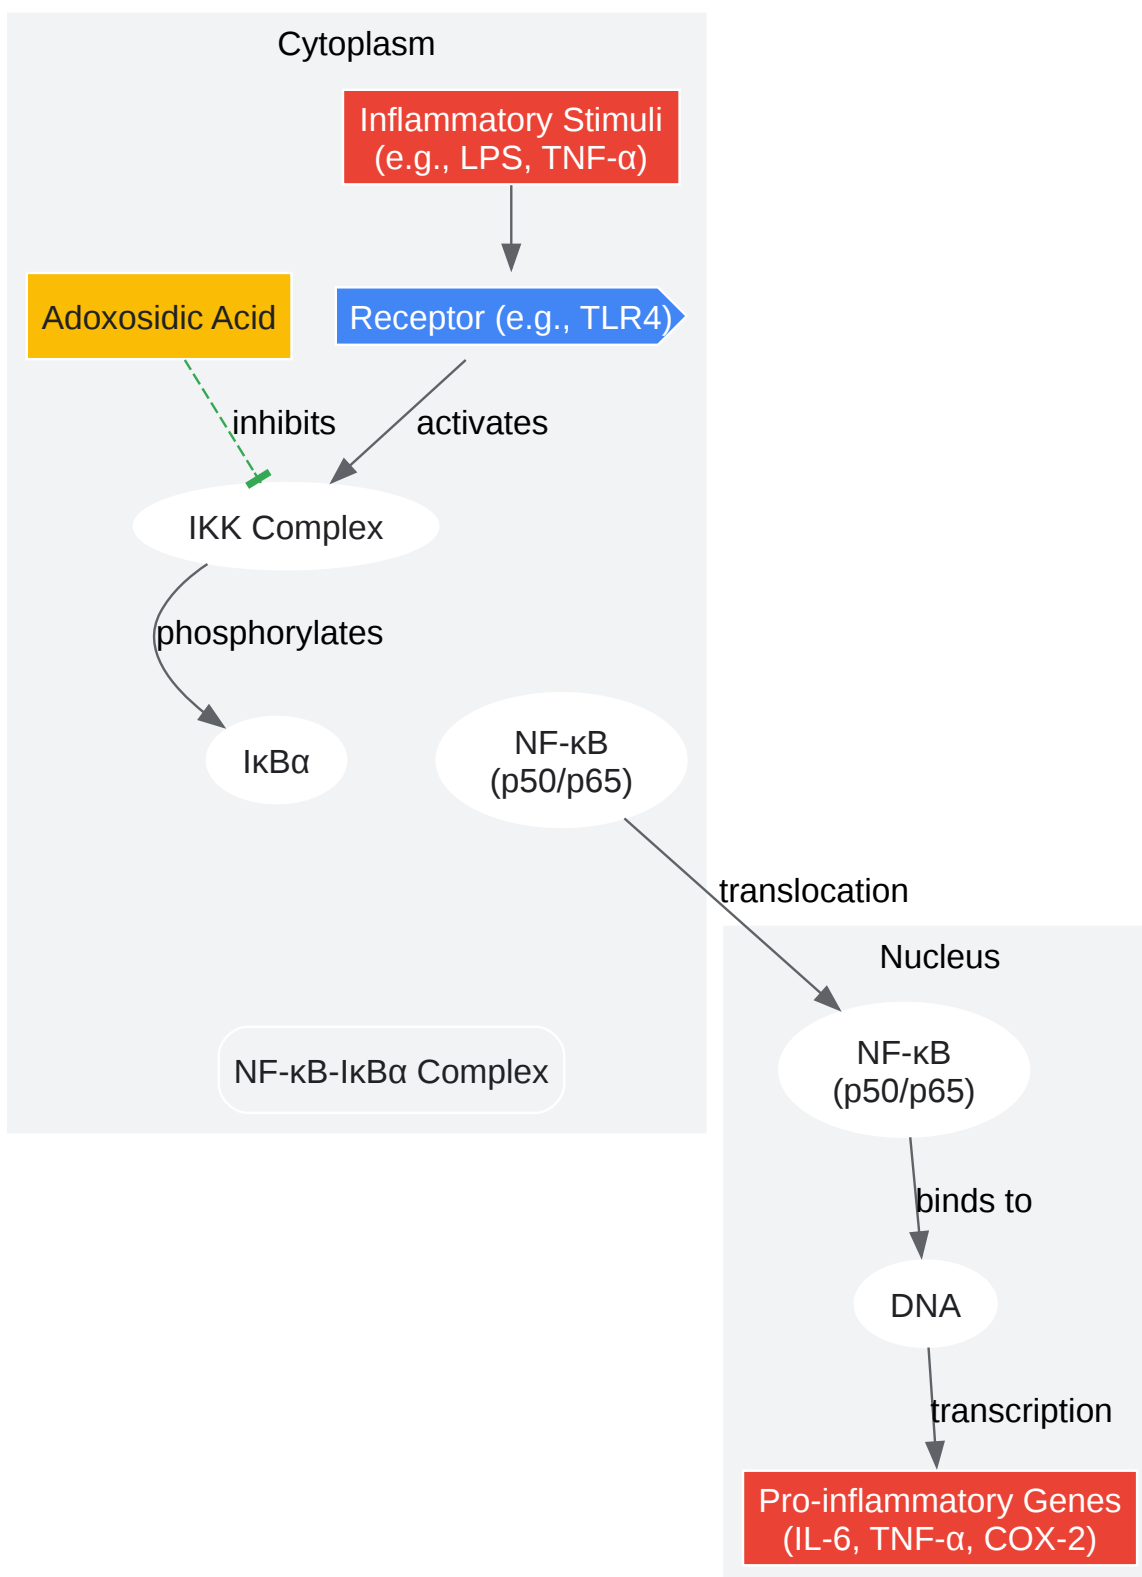 Cytoplasm
Inflammatory Stimuli
(e.g., LPS, TNF-α)
Adoxosidic Acid
Receptor (e.g., TLR4)
inhibits
activates
IKK Complex
phosphorylates
IκBα
NF-κB
(p50/p65)
translocation
Nucleus
NF-κB
(p50/p65)
NF-κB-IκBα Complex
binds to
DNA
transcription
Pro-inflammatory Genes
(IL-6, TNF-α, COX-2)